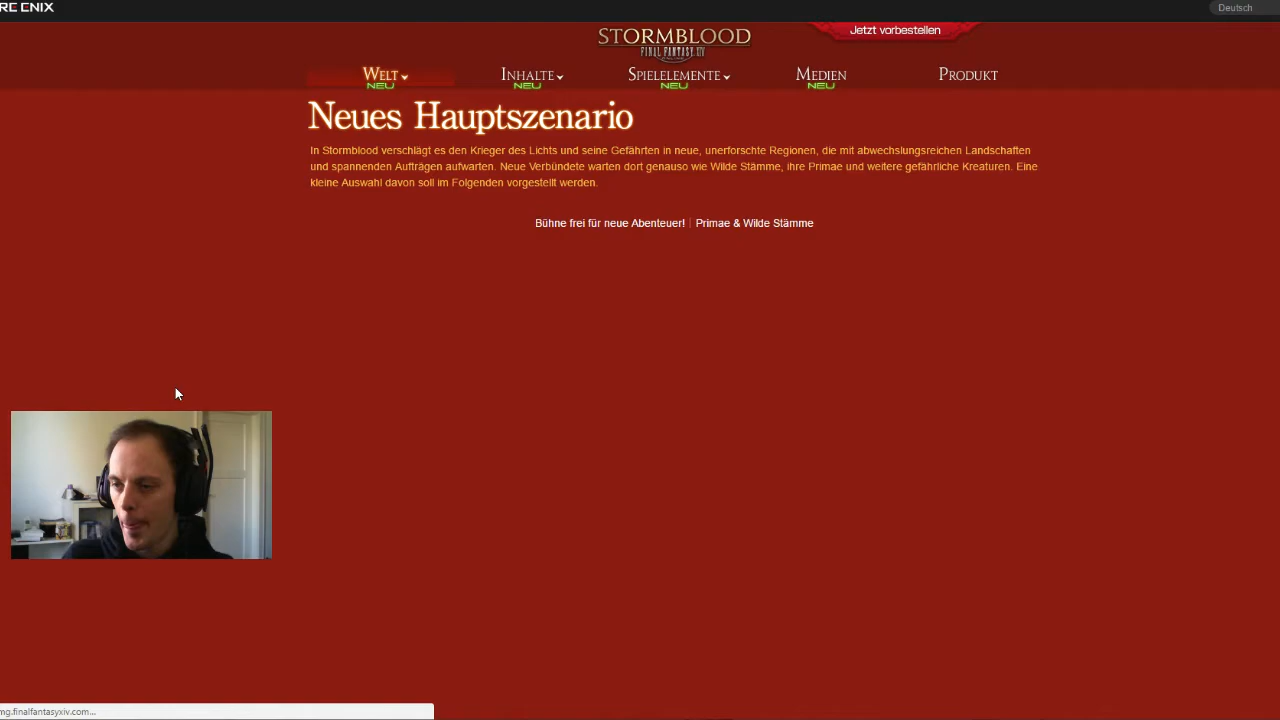 RE ENIX
Deutsch
STORMBLOOD
FINAL FANTASY XIV
Jetzt vorbestellen
WELT
NEU
INHALTE
NEU
SPIELELEMENTE
NEU
MEDIEN
NEU
PRODUKT
Neues Hauptszenario
In Stormblood verschlägt es den Krieger des Lichts und seine Gefährten in neue, unerforschte Regionen, die mit abwechslungsreichen Landschaften
und spannenden Aufträgen aufwarten. Neue Verbündete warten dort genauso wie Wilde Stämme, ihre Primae und weitere gefährliche Kreaturen. Eine
kleine Auswahl davon soll im Folgenden vorgestellt werden.
Bühne frei für neue Abenteuer! | Primae & Wilde Stämme
mg.finalfantasyxiv.com...